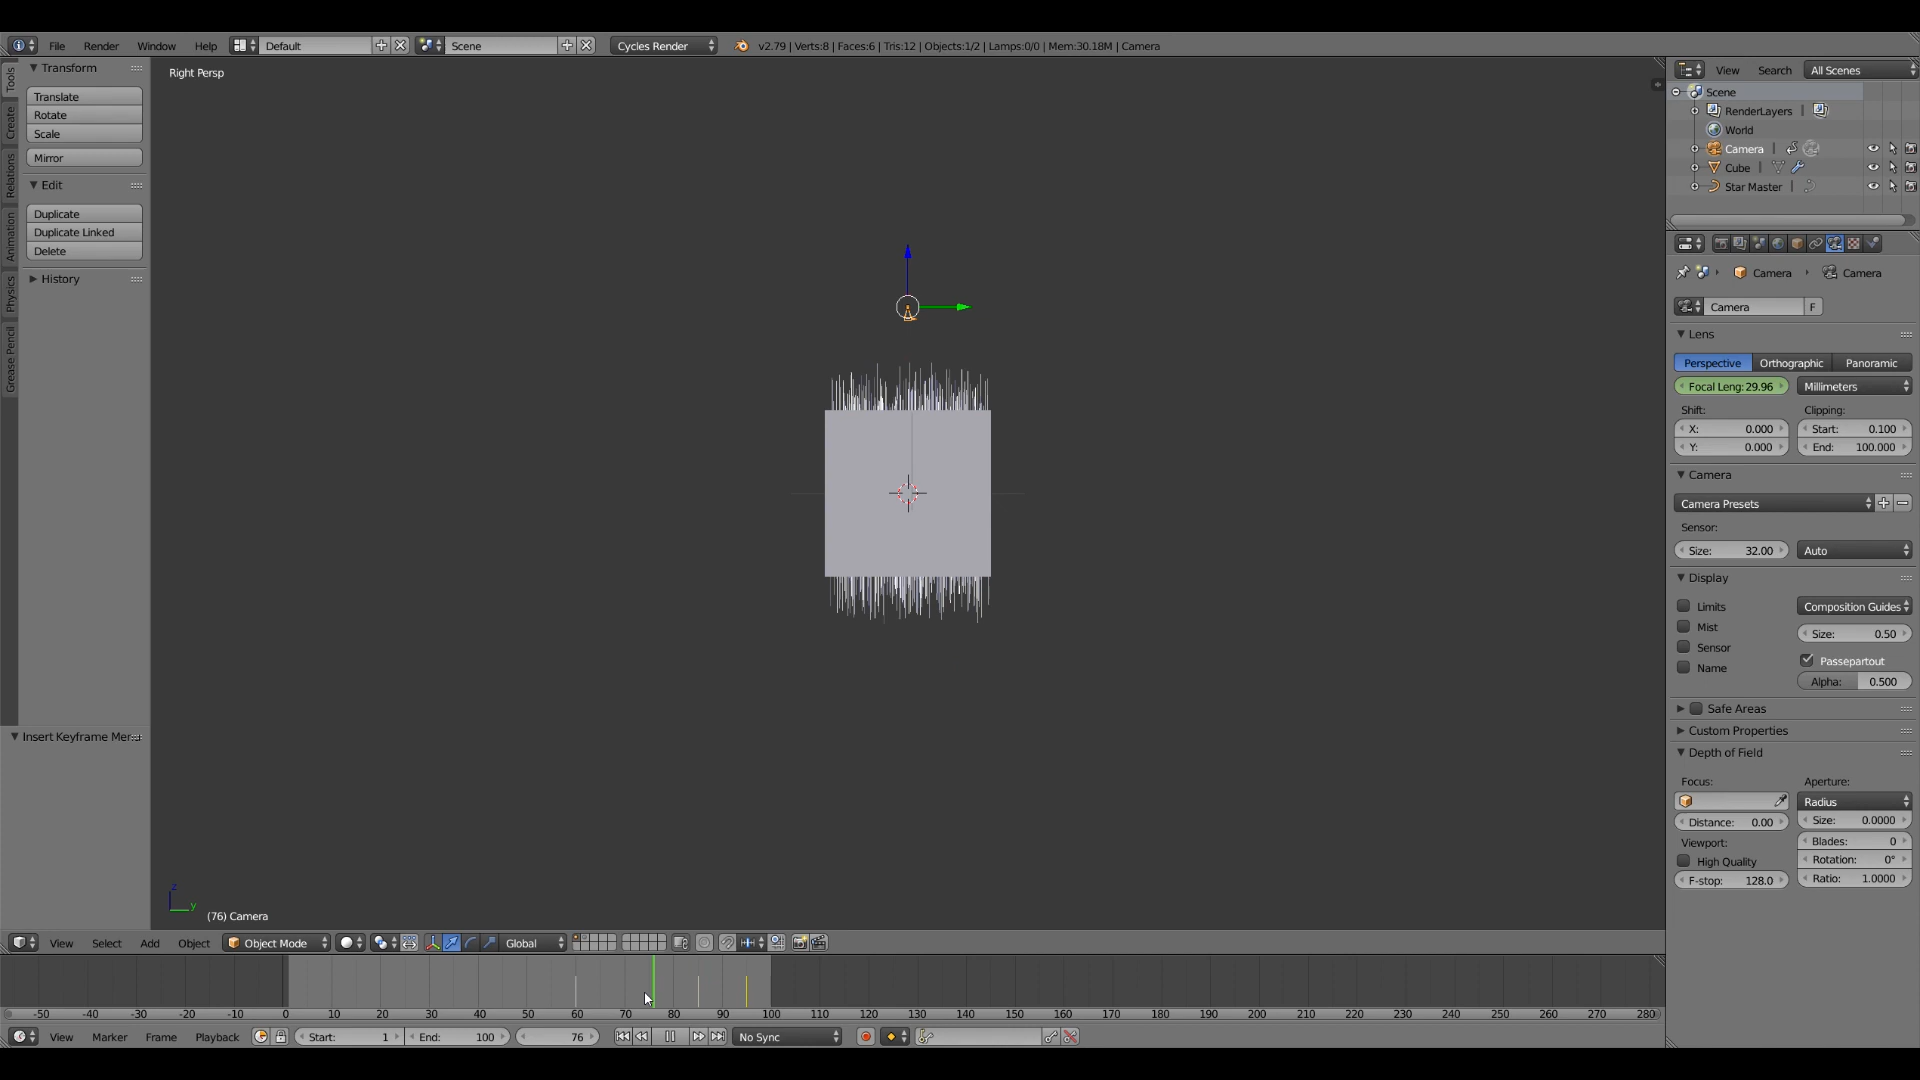 File Render Window Help Default Scene Cycles Render v2.79 | Verts:8 | Faces:6 | Tris:12 | Objects:1/2 | Lamps:0/0 | Mem:30.18M | Camera
Tools
Create
Relations
Animation
Physics
Grease Pencil
Transform
Translate
Rotate
Scale
Mirror
Edit
Duplicate
Duplicate Linked
Delete
History
Insert Keyframe Men
Right Persp
z
y
(76) Camera
View Search All Scenes
Scene
RenderLayers |
World
Camera |
Cube |
Star Master |
Camera Camera
Camera F
Lens
Perspective Orthographic Panoramic
Focal Len: 29.96 Millimeters
Shift: Clipping:
X: 0.000 Start: 0.100
Y: 0.000 End: 100.000
Camera
Camera Presets
Sensor:
Size: 32.00 Auto
Display
Limits Composition Guides
Mist Size: 0.50
Sensor
Passepartout
Name
Alpha: 0.500
Safe Areas
Custom Properties
Depth of Field
Focus: Aperture:
Radius
Distance: 0.00 Size: 0.0000
Viewport: Blades: 0
High Quality Rotation: 0°
F-stop: 128.0 Ratio: 1.0000
View Select Add Object Object Mode Global
-50 -40 -30 -20 -10 0 10 20 30 40 50 60 70 80 90 100 110 120 130 140 150 160 170 180 190 200 210 220 230 240 250 260 270 280
View Marker Frame Playback Start: 1 End: 100 76 No Sync